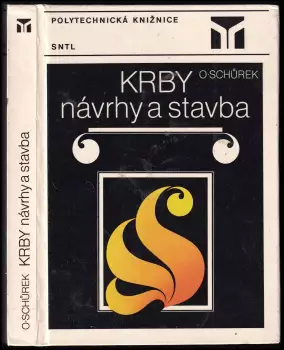 POLYTECHNICKÁ KNIŽNICE
SNTL
KRBY
O·SCHŮREK
návrhy a stavba
O·SCHŮREK KRBY návrhy a stavba